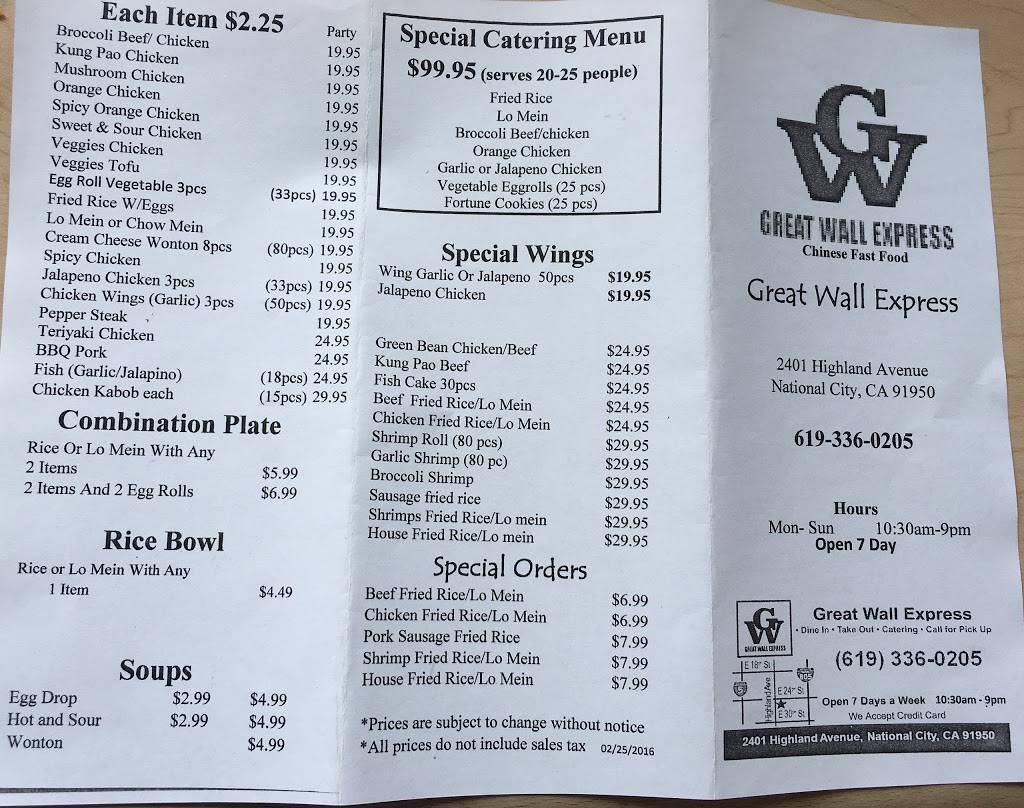 Each Item $2.25
Party
Broccoli Beef/ Chicken 19.95
Kung Pao Chicken 19.95
Mushroom Chicken 19.95
Orange Chicken 19.95
Spicy Orange Chicken 19.95
Sweet & Sour Chicken 19.95
Veggies Chicken 19.95
Veggies Tofu 19.95
Egg Roll Vegetable 3pcs (33pcs) 19.95
Fried Rice W/Eggs 19.95
Lo Mein or Chow Mein 19.95
Cream Cheese Wonton 8pcs (80pcs) 19.95
Spicy Chicken 19.95
Jalapeno Chicken 3pcs (33pcs) 19.95
Chicken Wings (Garlic) 3pcs (50pcs) 19.95
Pepper Steak 19.95
Teriyaki Chicken 24.95
BBQ Pork 24.95
Fish (Garlic/Jalapino) (18pcs) 24.95
Chicken Kabob each (15pcs) 29.95
Combination Plate
Rice Or Lo Mein With Any
2 Items $5.99
2 Items And 2 Egg Rolls $6.99
Rice Bowl
Rice or Lo Mein With Any
1 Item $4.49
Soups
Egg Drop $2.99 $4.99
Hot and Sour $2.99 $4.99
Wonton $4.99
Special Catering Menu
$99.95 (serves 20-25 people)
Fried Rice
Lo Mein
Broccoli Beef/chicken
Orange Chicken
Garlic or Jalapeno Chicken
Vegetable Eggrolls (25 pcs)
Fortune Cookies (25 pcs)
Special Wings
Wing Garlic Or Jalapeno 50pcs $19.95
Jalapeno Chicken $19.95
Green Bean Chicken/Beef $24.95
Kung Pao Beef $24.95
Fish Cake 30pcs $24.95
Beef Fried Rice/Lo Mein $24.95
Chicken Fried Rice/Lo Mein $24.95
Shrimp Roll (80 pcs) $29.95
Garlic Shrimp (80 pc) $29.95
Broccoli Shrimp $29.95
Sausage fried rice $29.95
Shrimps Fried Rice/Lo mein $29.95
House Fried Rice/Lo mein $29.95
Special Orders
Beef Fried Rice/Lo Mein $6.99
Chicken Fried Rice/Lo Mein $6.99
Pork Sausage Fried Rice $7.99
Shrimp Fried Rice/Lo Mein $7.99
House Fried Rice/Lo Mein $7.99
*Prices are subject to change without notice
*All prices do not include sales tax 02/25/2016
GW
GREAT WALL EXPRESS
Chinese Fast Food
Great Wall Express
2401 Highland Avenue
National City, CA 91950
619-336-0205
Hours
Mon- Sun 10:30am-9pm
Open 7 Day
GW
GREAT WALL EXPRESS
Great Wall Express
• Dine In • Take Out • Catering • Call for Pick Up
(619) 336-0205
E 18th St
Highland Ave
E 24th St
E 30th St
Open 7 Days a Week 10:30am - 9pm
We Accept Credit Card
2401 Highland Avenue, National City, CA 91950